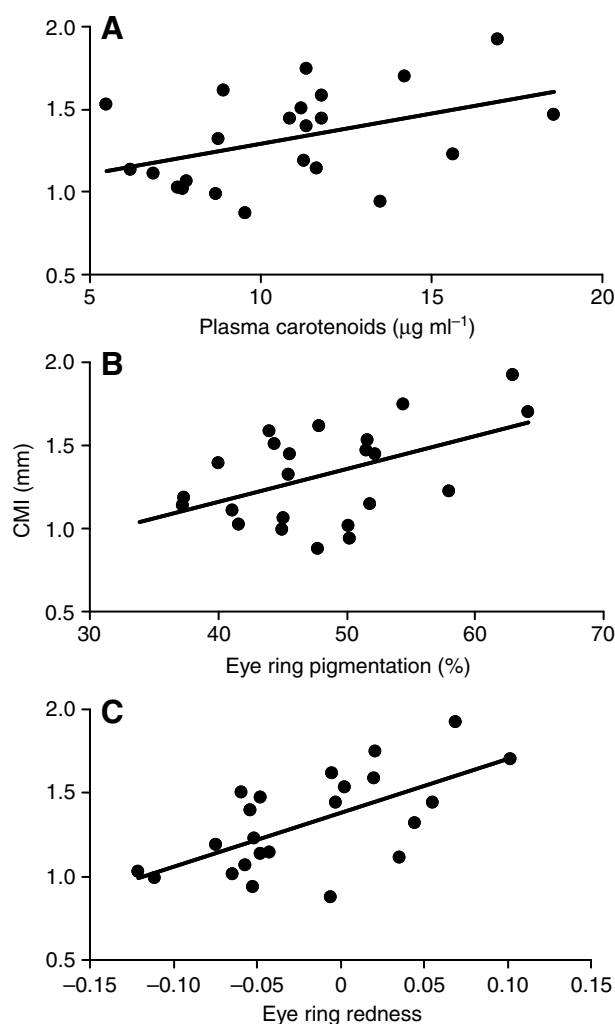 A
2.0
1.5
1.0
0.5
5 10 15 20
Plasma carotenoids (μg ml⁻¹)
B
2.0
1.5
1.0
0.5
CMI (mm)
30 40 50 60 70
Eye ring pigmentation (%)
C
2.0
1.5
1.0
0.5
−0.15 −0.10 −0.05 0 0.05 0.10 0.15
Eye ring redness